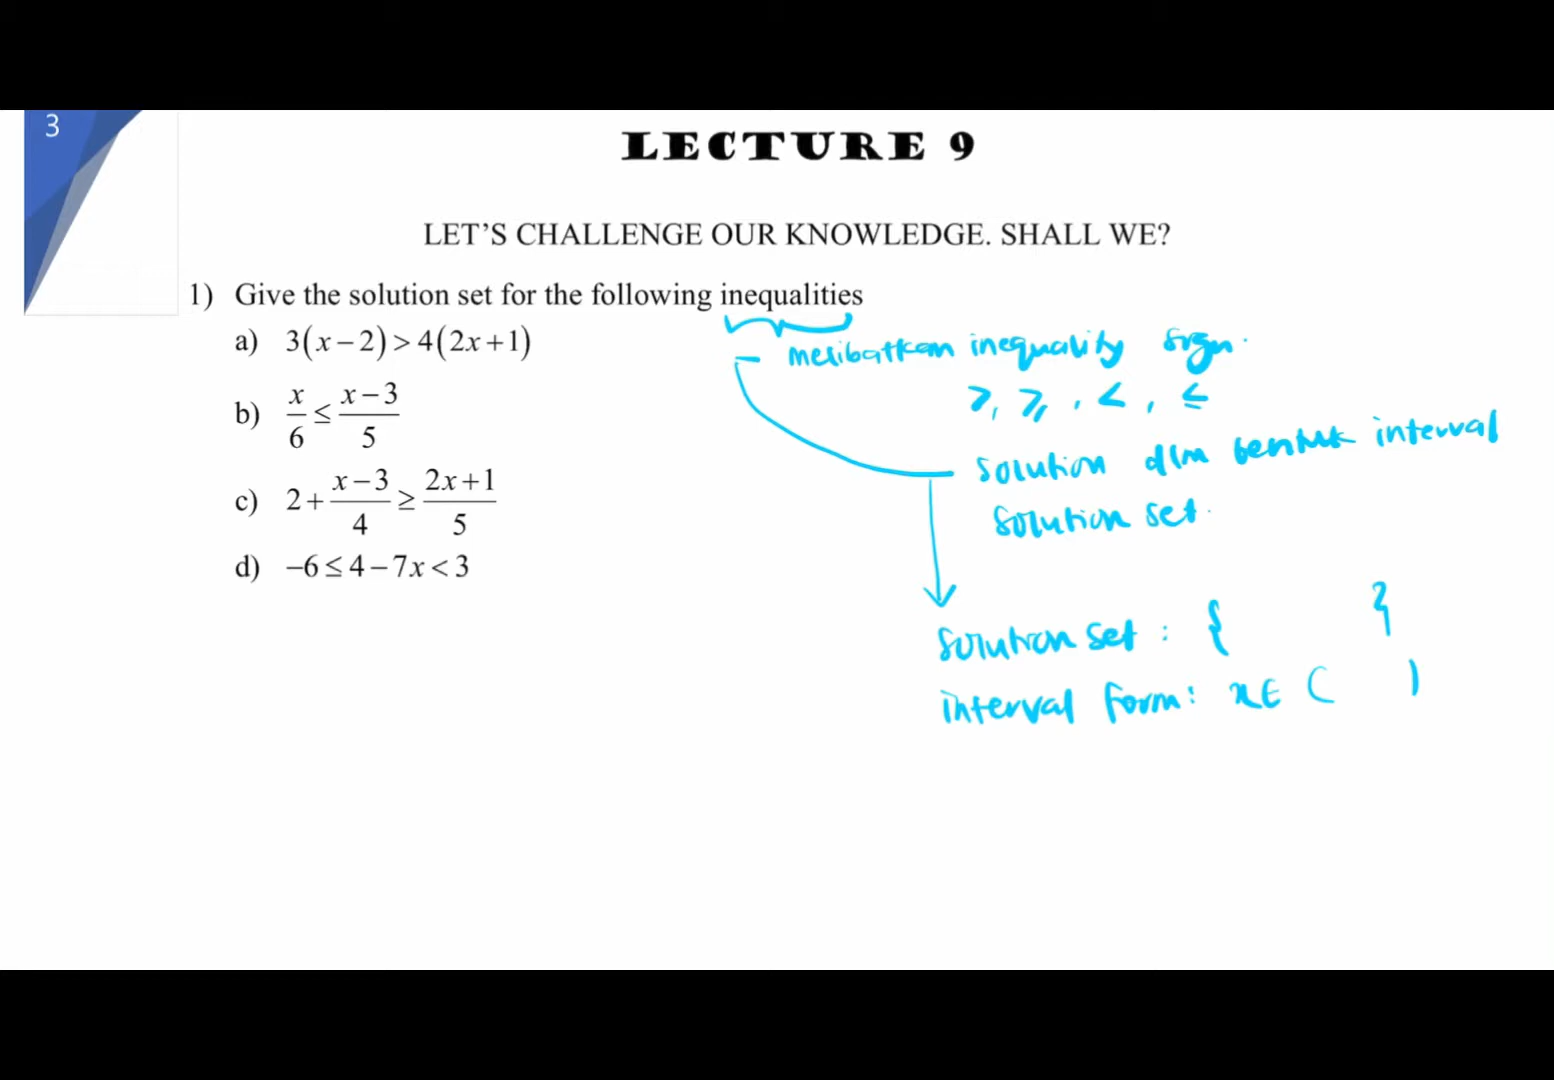 3
LECTURE 9
LET'S CHALLENGE OUR KNOWLEDGE. SHALL WE?
1) Give the solution set for the following inequalities
a) 3(x-2)>4(2x+1)
b) x/6 ≤ (x-3)/5
c) 2+(x-3)/4 ≥ (2x+1)/5
d) -6≤4-7x<3
- melibatkan inequality sign.
>, ≥, <, ≤
- solution dlm bentuk interval
solution set.
solution set : { }
interval form: x∈ ( )